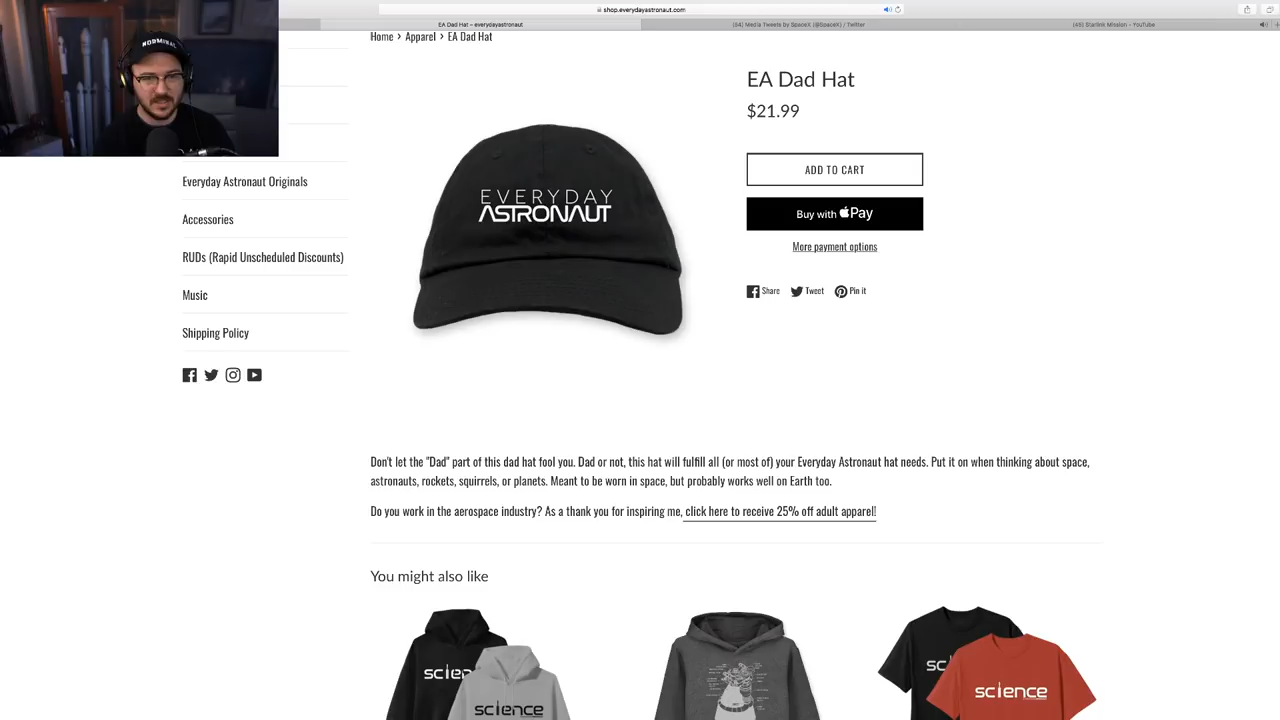 shop.everydayastronaut.com
EA Dad Hat – everydayastronaut
(64) Media Tweets by SpaceX (@SpaceX) / Twitter
(45) Starlink Mission - YouTube
NOMINAL
Home › Apparel › EA Dad Hat
EA Dad Hat
$21.99
ADD TO CART
Buy with Pay
More payment options
Share
Tweet
Pin it
EVERYDAY
ASTRONAUT
Everyday Astronaut Originals
Accessories
RUDs (Rapid Unscheduled Discounts)
Music
Shipping Policy
Don't let the "Dad" part of this dad hat fool you. Dad or not, this hat will fulfill all (or most of) your Everyday Astronaut hat needs. Put it on when thinking about space,
astronauts, rockets, squirrels, or planets. Meant to be worn in space, but probably works well on Earth too.
Do you work in the aerospace industry? As a thank you for inspiring me, click here to receive 25% off adult apparel!
You might also like
science
science
sc
science